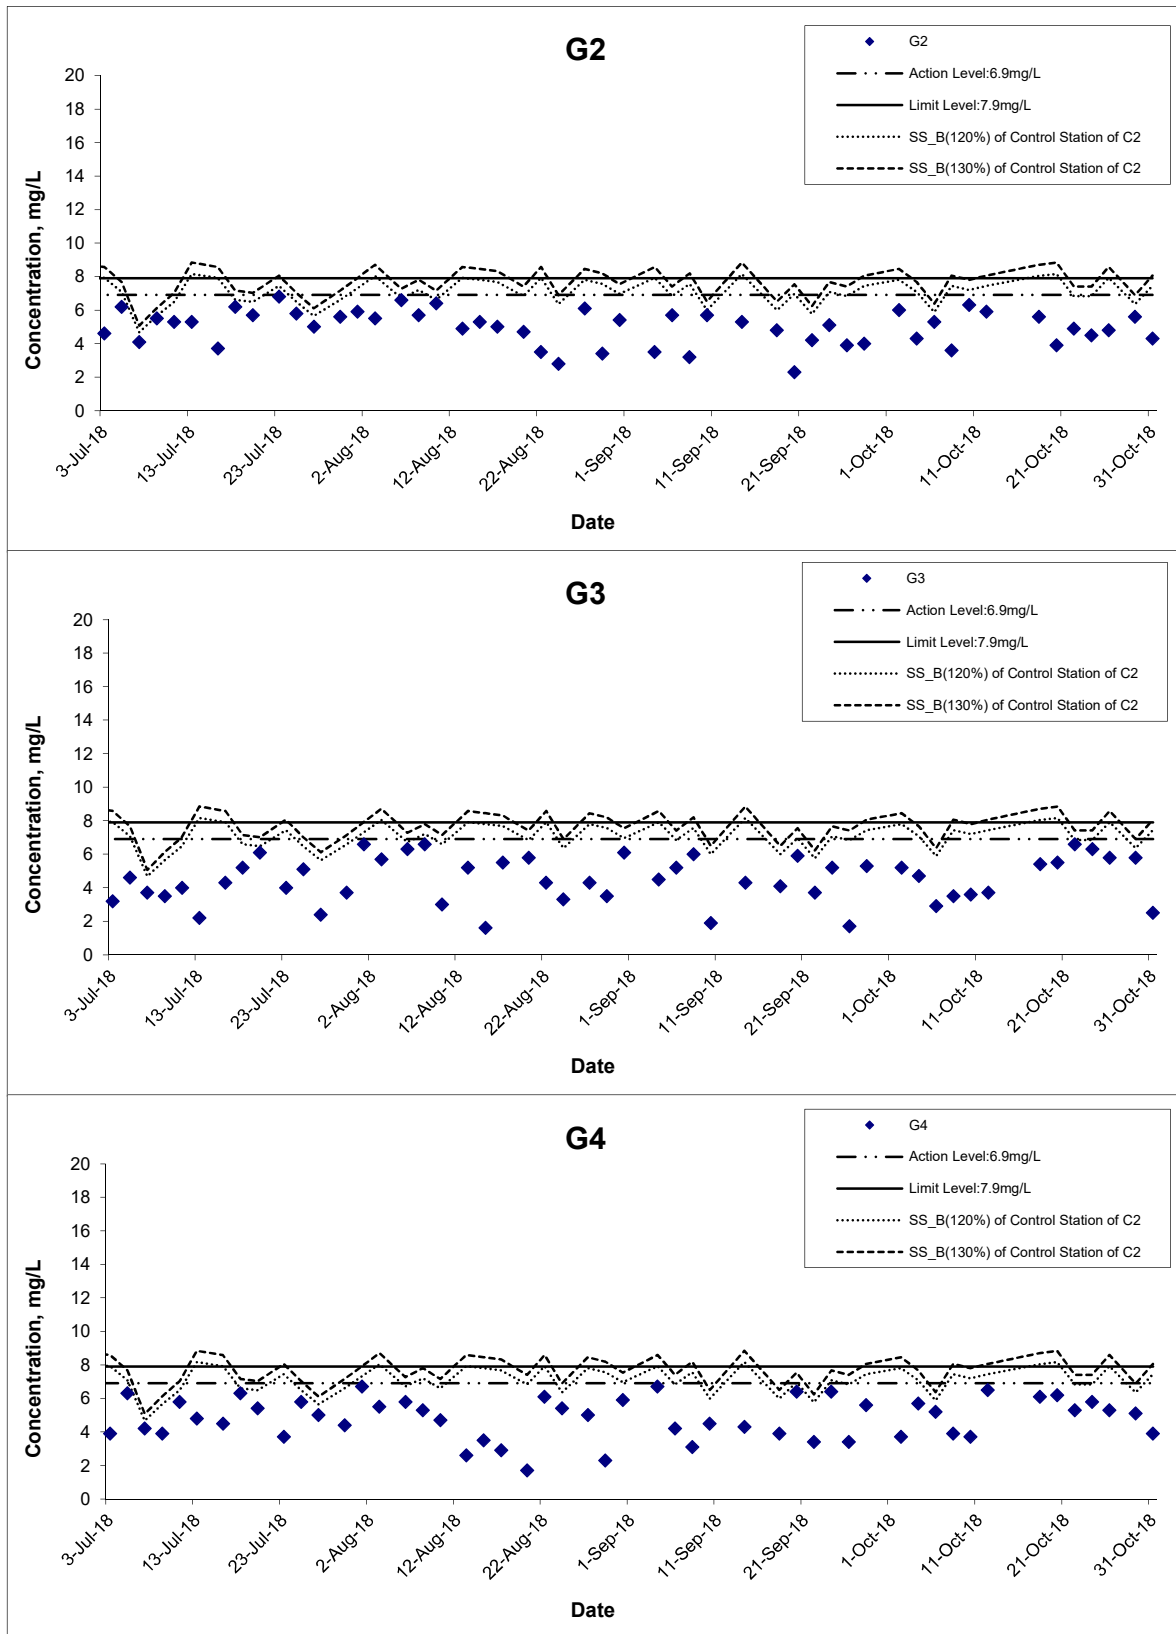 G2
G2
Action Level:6.9mg/L
Limit Level:7.9mg/L
SS_B(120%) of Control Station of C2
SS_B(130%) of Control Station of C2
Concentration, mg/L
20
18
16
14
12
10
8
6
4
2
0
3-Jul-18
13-Jul-18
23-Jul-18
2-Aug-18
12-Aug-18
22-Aug-18
1-Sep-18
11-Sep-18
21-Sep-18
1-Oct-18
11-Oct-18
21-Oct-18
31-Oct-18
Date
G3
G3
Action Level:6.9mg/L
Limit Level:7.9mg/L
SS_B(120%) of Control Station of C2
SS_B(130%) of Control Station of C2
Concentration, mg/L
20
18
16
14
12
10
8
6
4
2
0
3-Jul-18
13-Jul-18
23-Jul-18
2-Aug-18
12-Aug-18
22-Aug-18
1-Sep-18
11-Sep-18
21-Sep-18
1-Oct-18
11-Oct-18
21-Oct-18
31-Oct-18
Date
G4
G4
Action Level:6.9mg/L
Limit Level:7.9mg/L
SS_B(120%) of Control Station of C2
SS_B(130%) of Control Station of C2
Concentration, mg/L
20
18
16
14
12
10
8
6
4
2
0
3-Jul-18
13-Jul-18
23-Jul-18
2-Aug-18
12-Aug-18
22-Aug-18
1-Sep-18
11-Sep-18
21-Sep-18
1-Oct-18
11-Oct-18
21-Oct-18
31-Oct-18
Date